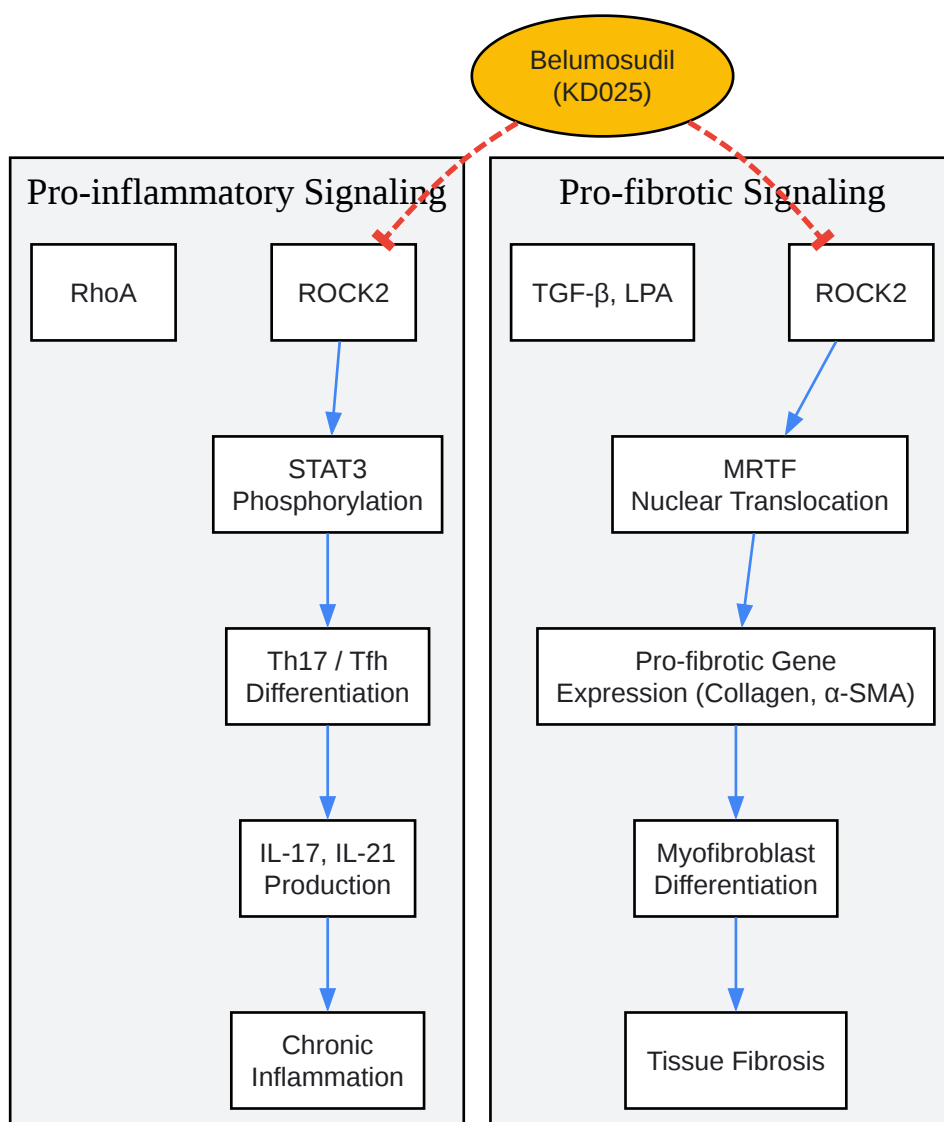 Belumosudil
(KD025)
Pro-inflammatory Signaling
RhoA
ROCK2
STAT3
Phosphorylation
Th17 / Tfh
Differentiation
IL-17, IL-21
Production
Chronic
Inflammation
Pro-fibrotic Signaling
TGF-β, LPA
ROCK2
MRTF
Nuclear Translocation
Pro-fibrotic Gene
Expression (Collagen, α-SMA)
Myofibroblast
Differentiation
Tissue Fibrosis